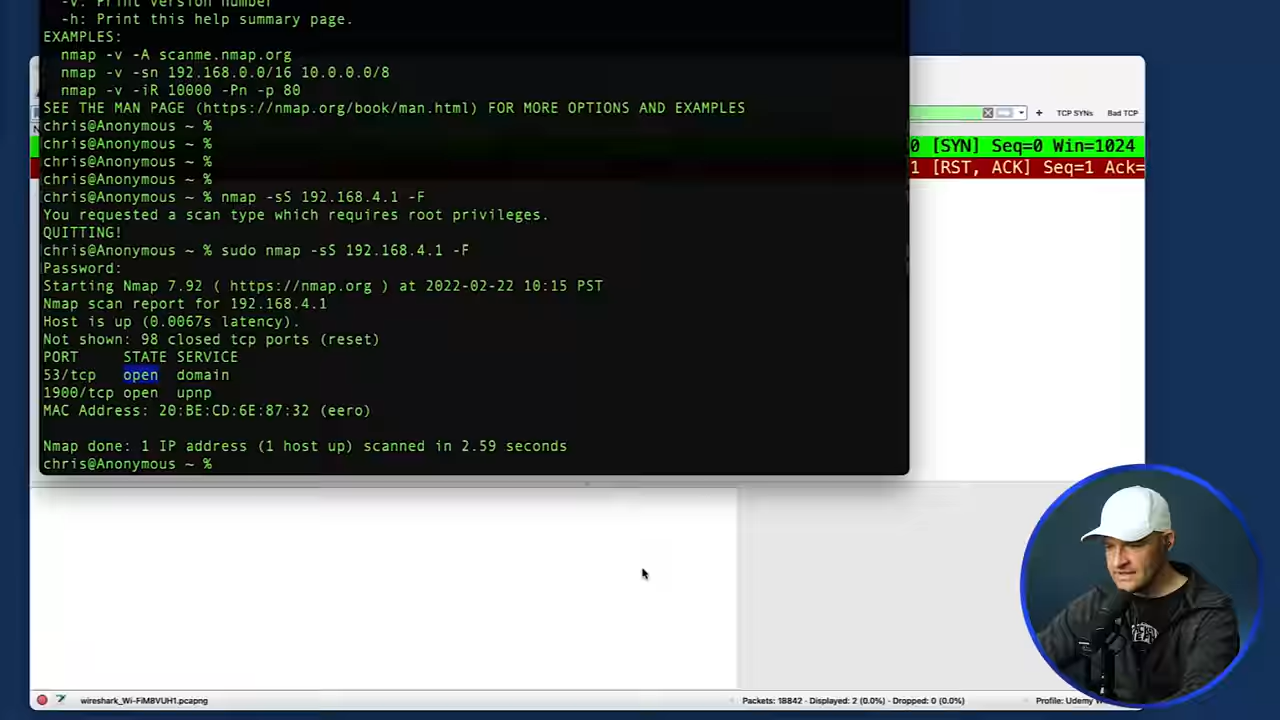 -V: Print version number
-h: Print this help summary page.
EXAMPLES:
nmap -v -A scanme.nmap.org
nmap -v -sn 192.168.0.0/16 10.0.0.0/8
nmap -v -iR 10000 -Pn -p 80
SEE THE MAN PAGE (https://nmap.org/book/man.html) FOR MORE OPTIONS AND EXAMPLES
chris@Anonymous ~ %
chris@Anonymous ~ %
chris@Anonymous ~ %
chris@Anonymous ~ %
chris@Anonymous ~ % nmap -sS 192.168.4.1 -F
You requested a scan type which requires root privileges.
QUITTING!
chris@Anonymous ~ % sudo nmap -sS 192.168.4.1 -F
Password:
Starting Nmap 7.92 ( https://nmap.org ) at 2022-02-22 10:15 PST
Nmap scan report for 192.168.4.1
Host is up (0.0067s latency).
Not shown: 98 closed tcp ports (reset)
PORT STATE SERVICE
53/tcp open domain
1900/tcp open upnp
MAC Address: 20:BE:CD:6E:87:32 (eero)
Nmap done: 1 IP address (1 host up) scanned in 2.59 seconds
chris@Anonymous ~ %
+ TCP SYNs Bad TCP
0 [SYN] Seq=0 Win=1024
1 [RST, ACK] Seq=1 Ack=
wireshark_Wi-FiM8VUH1.pcapng
Packets: 18842 · Displayed: 2 (0.0%) · Dropped: 0 (0.0%)
Profile: Udemy